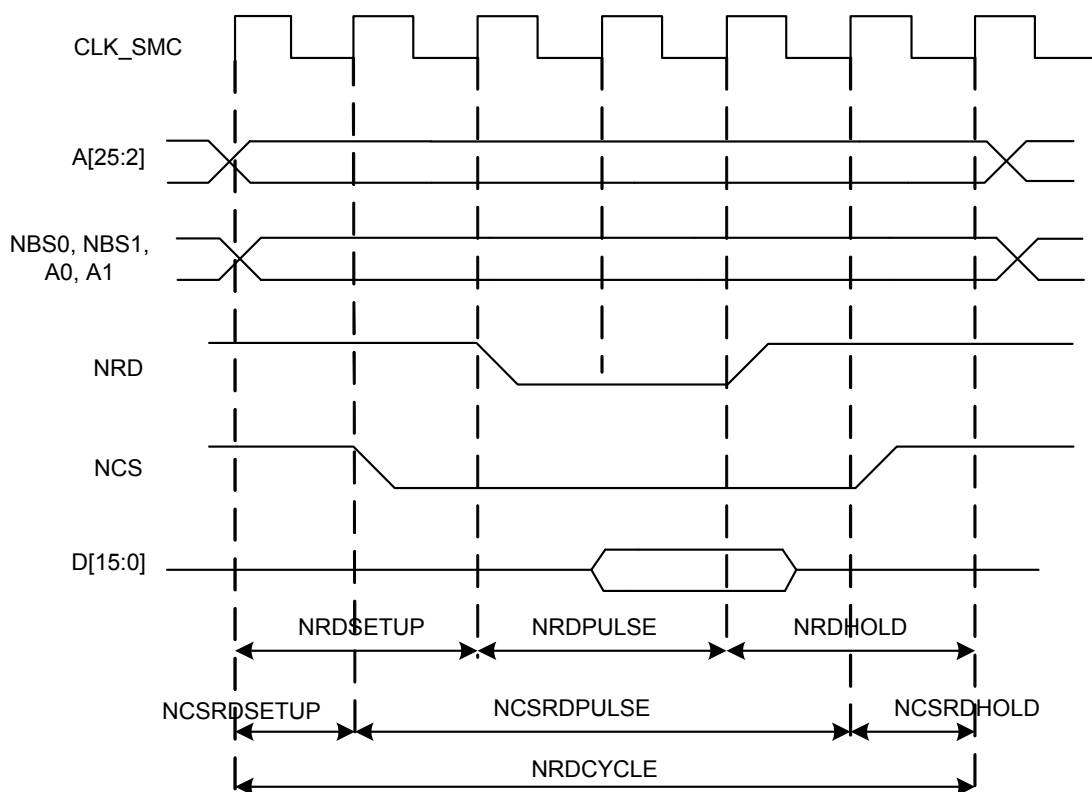 CLK_SMC
A[25:2]
NBS0, NBS1,
A0, A1
NRD
NCS
D[15:0]
NRDSETUP
NRDPULSE
NRDHOLD
NCSRDSETUP
NCSRDPULSE
NCSRDHOLD
NRDCYCLE